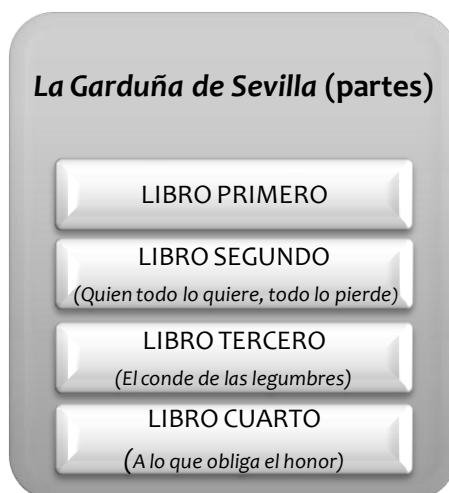 La Garduña de Sevilla (partes)
LIBRO PRIMERO
LIBRO SEGUNDO
(Quien todo lo quiere, todo lo pierde)
LIBRO TERCERO
(El conde de las legumbres)
LIBRO CUARTO
(A lo que obliga el honor)